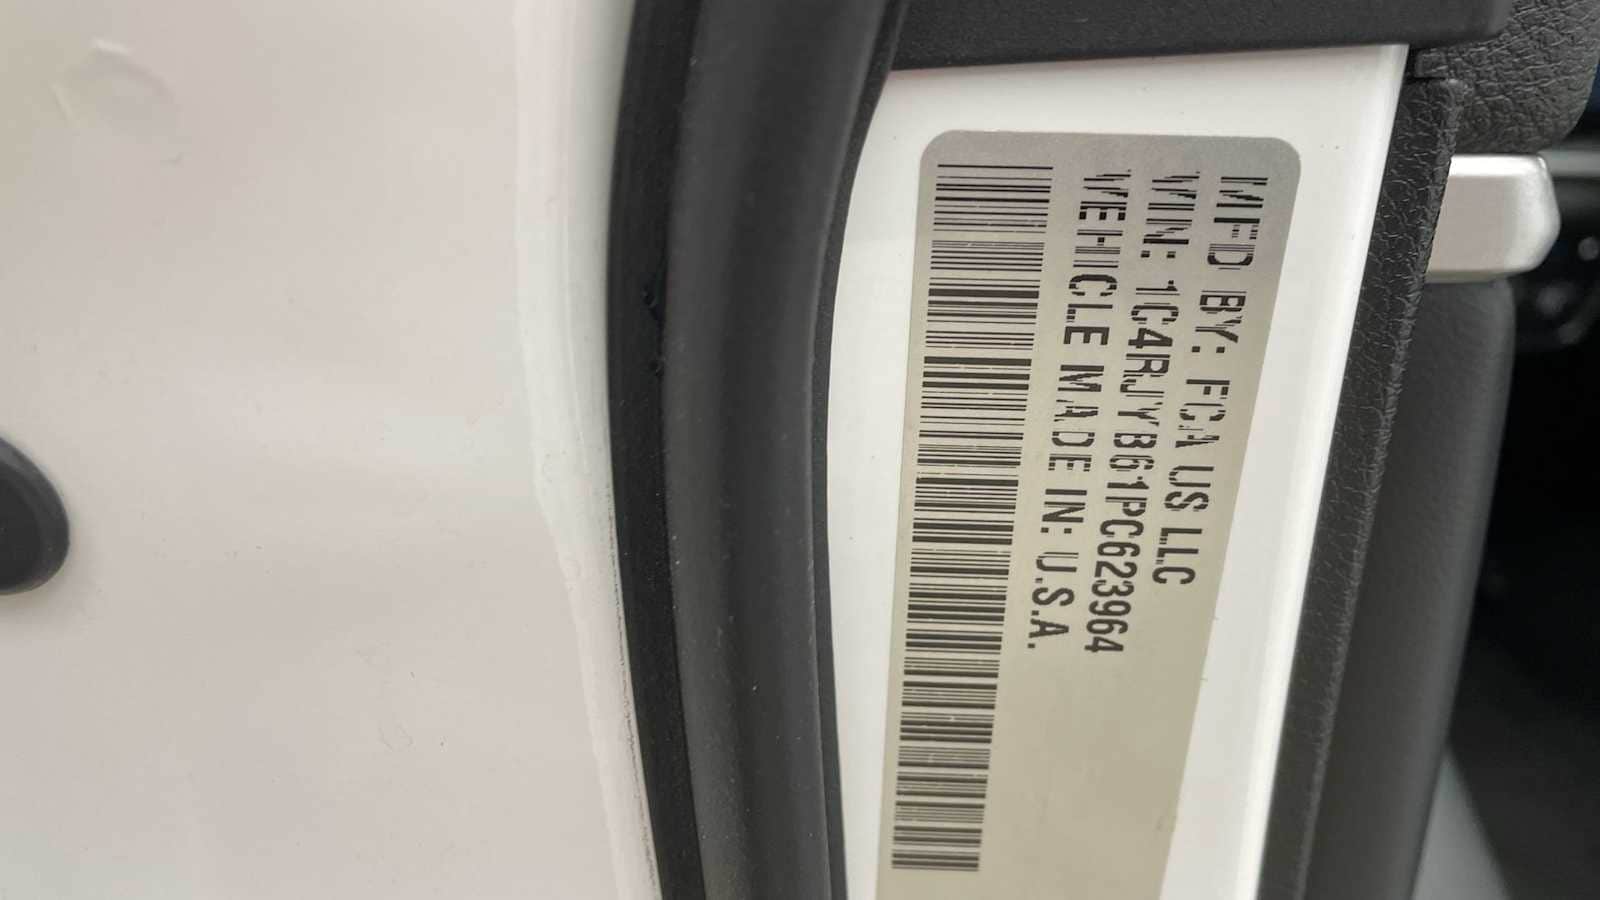 MFD BY: FCA US LLC
VIN: 1C4RJYB61PC623964
VEHICLE MADE IN: U.S.A.